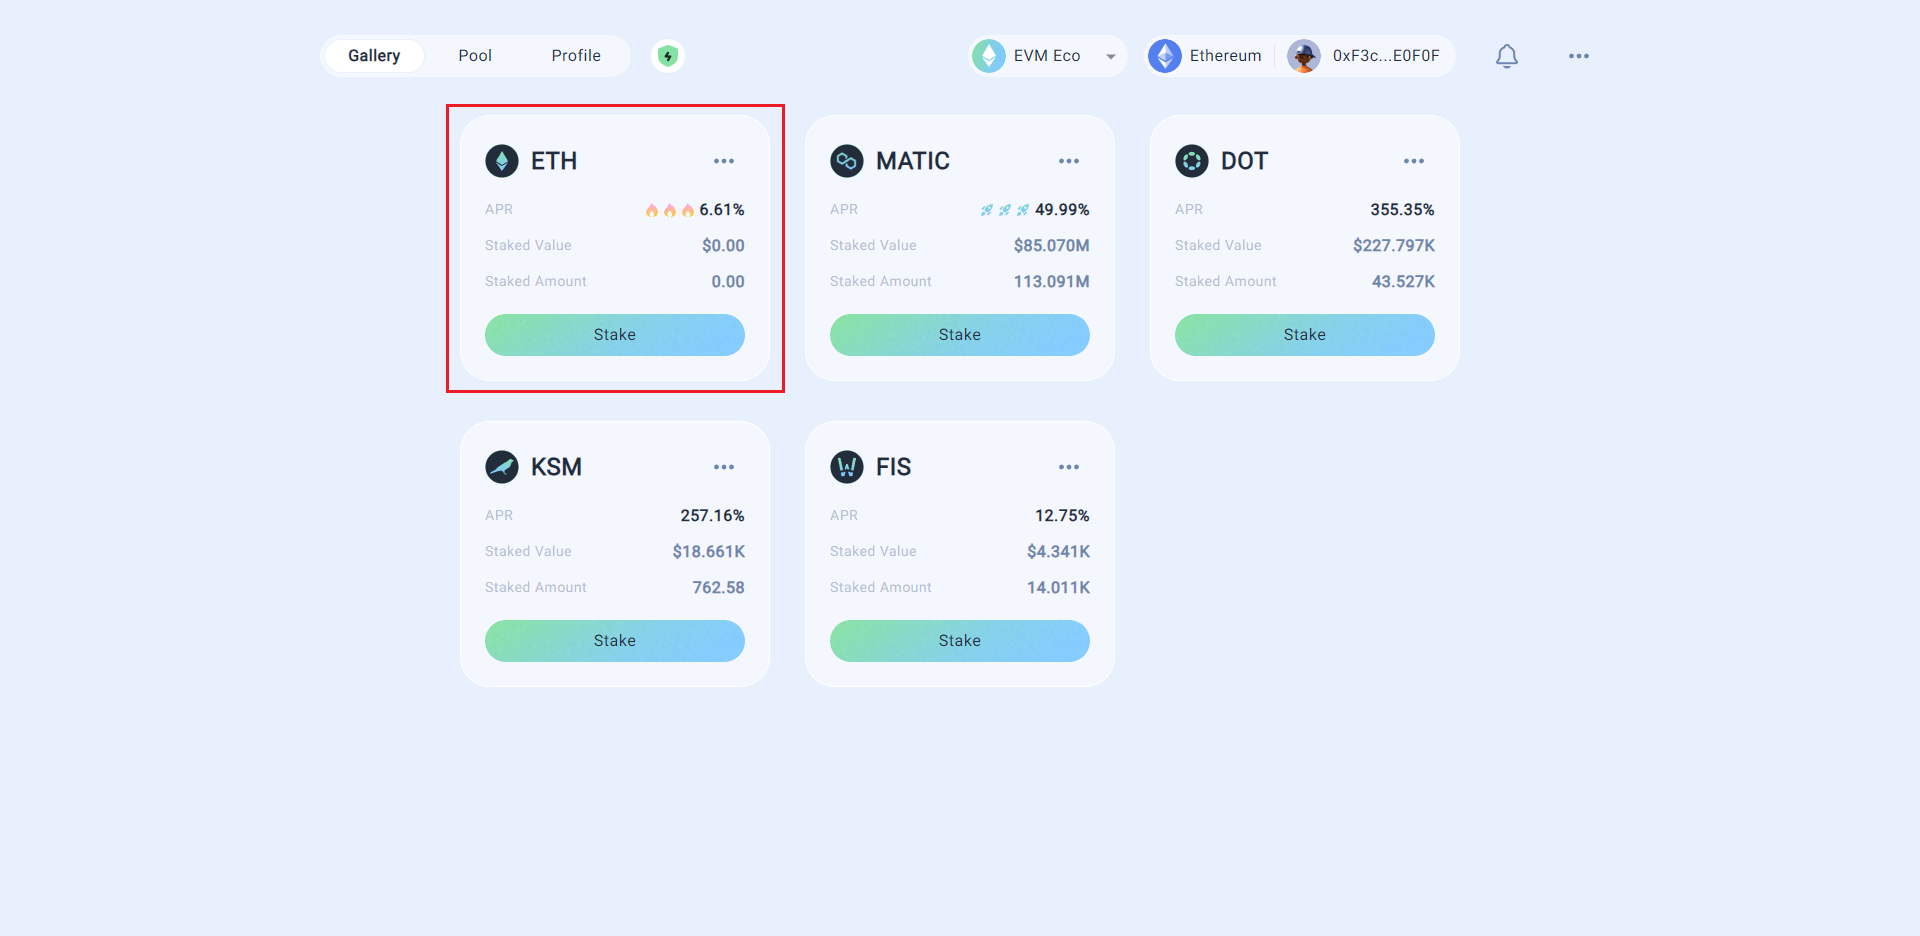 Gallery Pool Profile EVM Eco Ethereum 0xF3c...E0F0F
ETH
APR 6.61%
Staked Value $0.00
Staked Amount 0.00
Stake
MATIC
APR 49.99%
Staked Value $85.070M
Staked Amount 113.091M
Stake
DOT
APR 355.35%
Staked Value $227.797K
Staked Amount 43.527K
Stake
KSM
APR 257.16%
Staked Value $18.661K
Staked Amount 762.58
Stake
FIS
APR 12.75%
Staked Value $4.341K
Staked Amount 14.011K
Stake